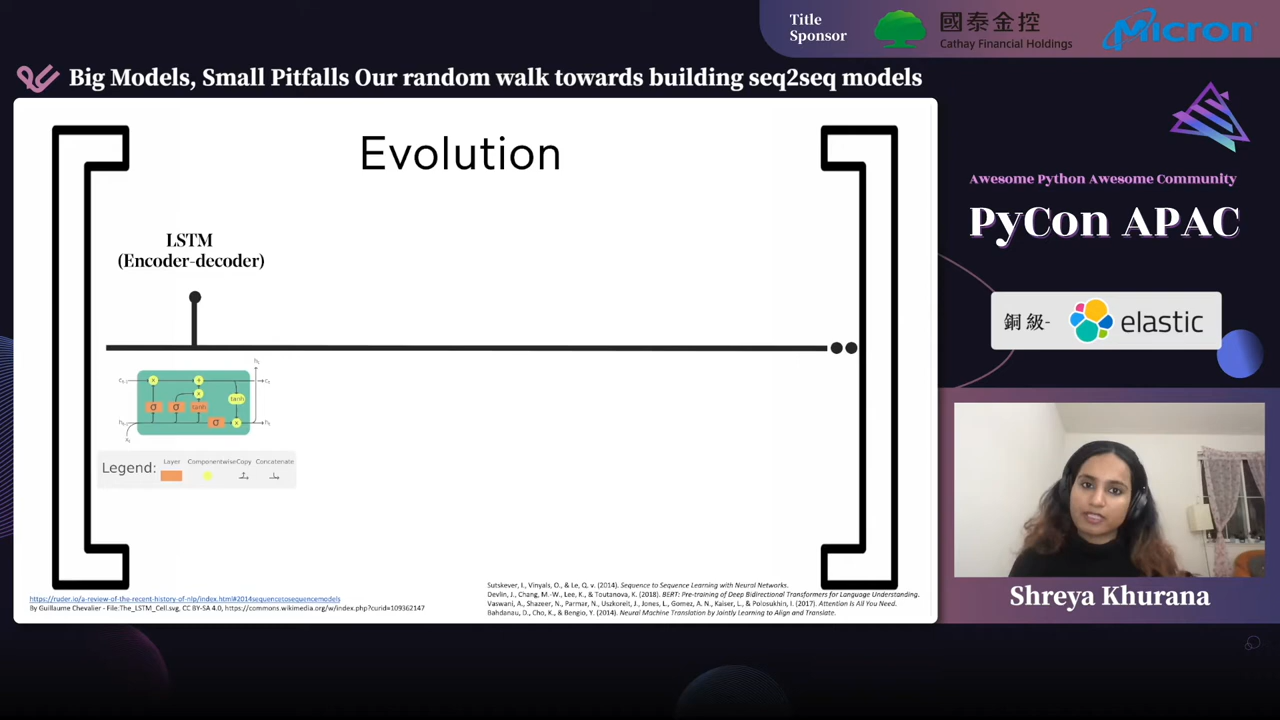 Title
Sponsor
國泰金控
Cathay Financial Holdings
Micron
Big Models, Small Pitfalls Our random walk towards building seq2seq models
Evolution
LSTM
(Encoder-decoder)
Legend:
Layer
Componentwise
Copy
Concatenate
tanh
tanh
σ
σ
σ
x
+
x
x
https://ruder.io/a-review-of-the-recent-history-of-nlp/index.html#2014sequencetosequencemodels
By Guillaume Chevalier - File:The_LSTM_Cell.svg, CC BY-SA 4.0, https://commons.wikimedia.org/w/index.php?curid=109362147
Sutskever, I., Vinyals, O., & Le, Q. v. (2014). Sequence to Sequence Learning with Neural Networks.
Devlin, J., Chang, M.-W., Lee, K., & Toutanova, K. (2018). BERT: Pre-training of Deep Bidirectional Transformers for Language Understanding.
Vaswani, A., Shazeer, N., Parmar, N., Uszkoreit, J., Jones, L., Gomez, A. N., Kaiser, L., & Polosukhin, I. (2017). Attention Is All You Need.
Bahdanau, D., Cho, K., & Bengio, Y. (2014). Neural Machine Translation by Jointly Learning to Align and Translate.
Awesome Python Awesome Community
PyCon APAC
銅級- elastic
Shreya Khurana